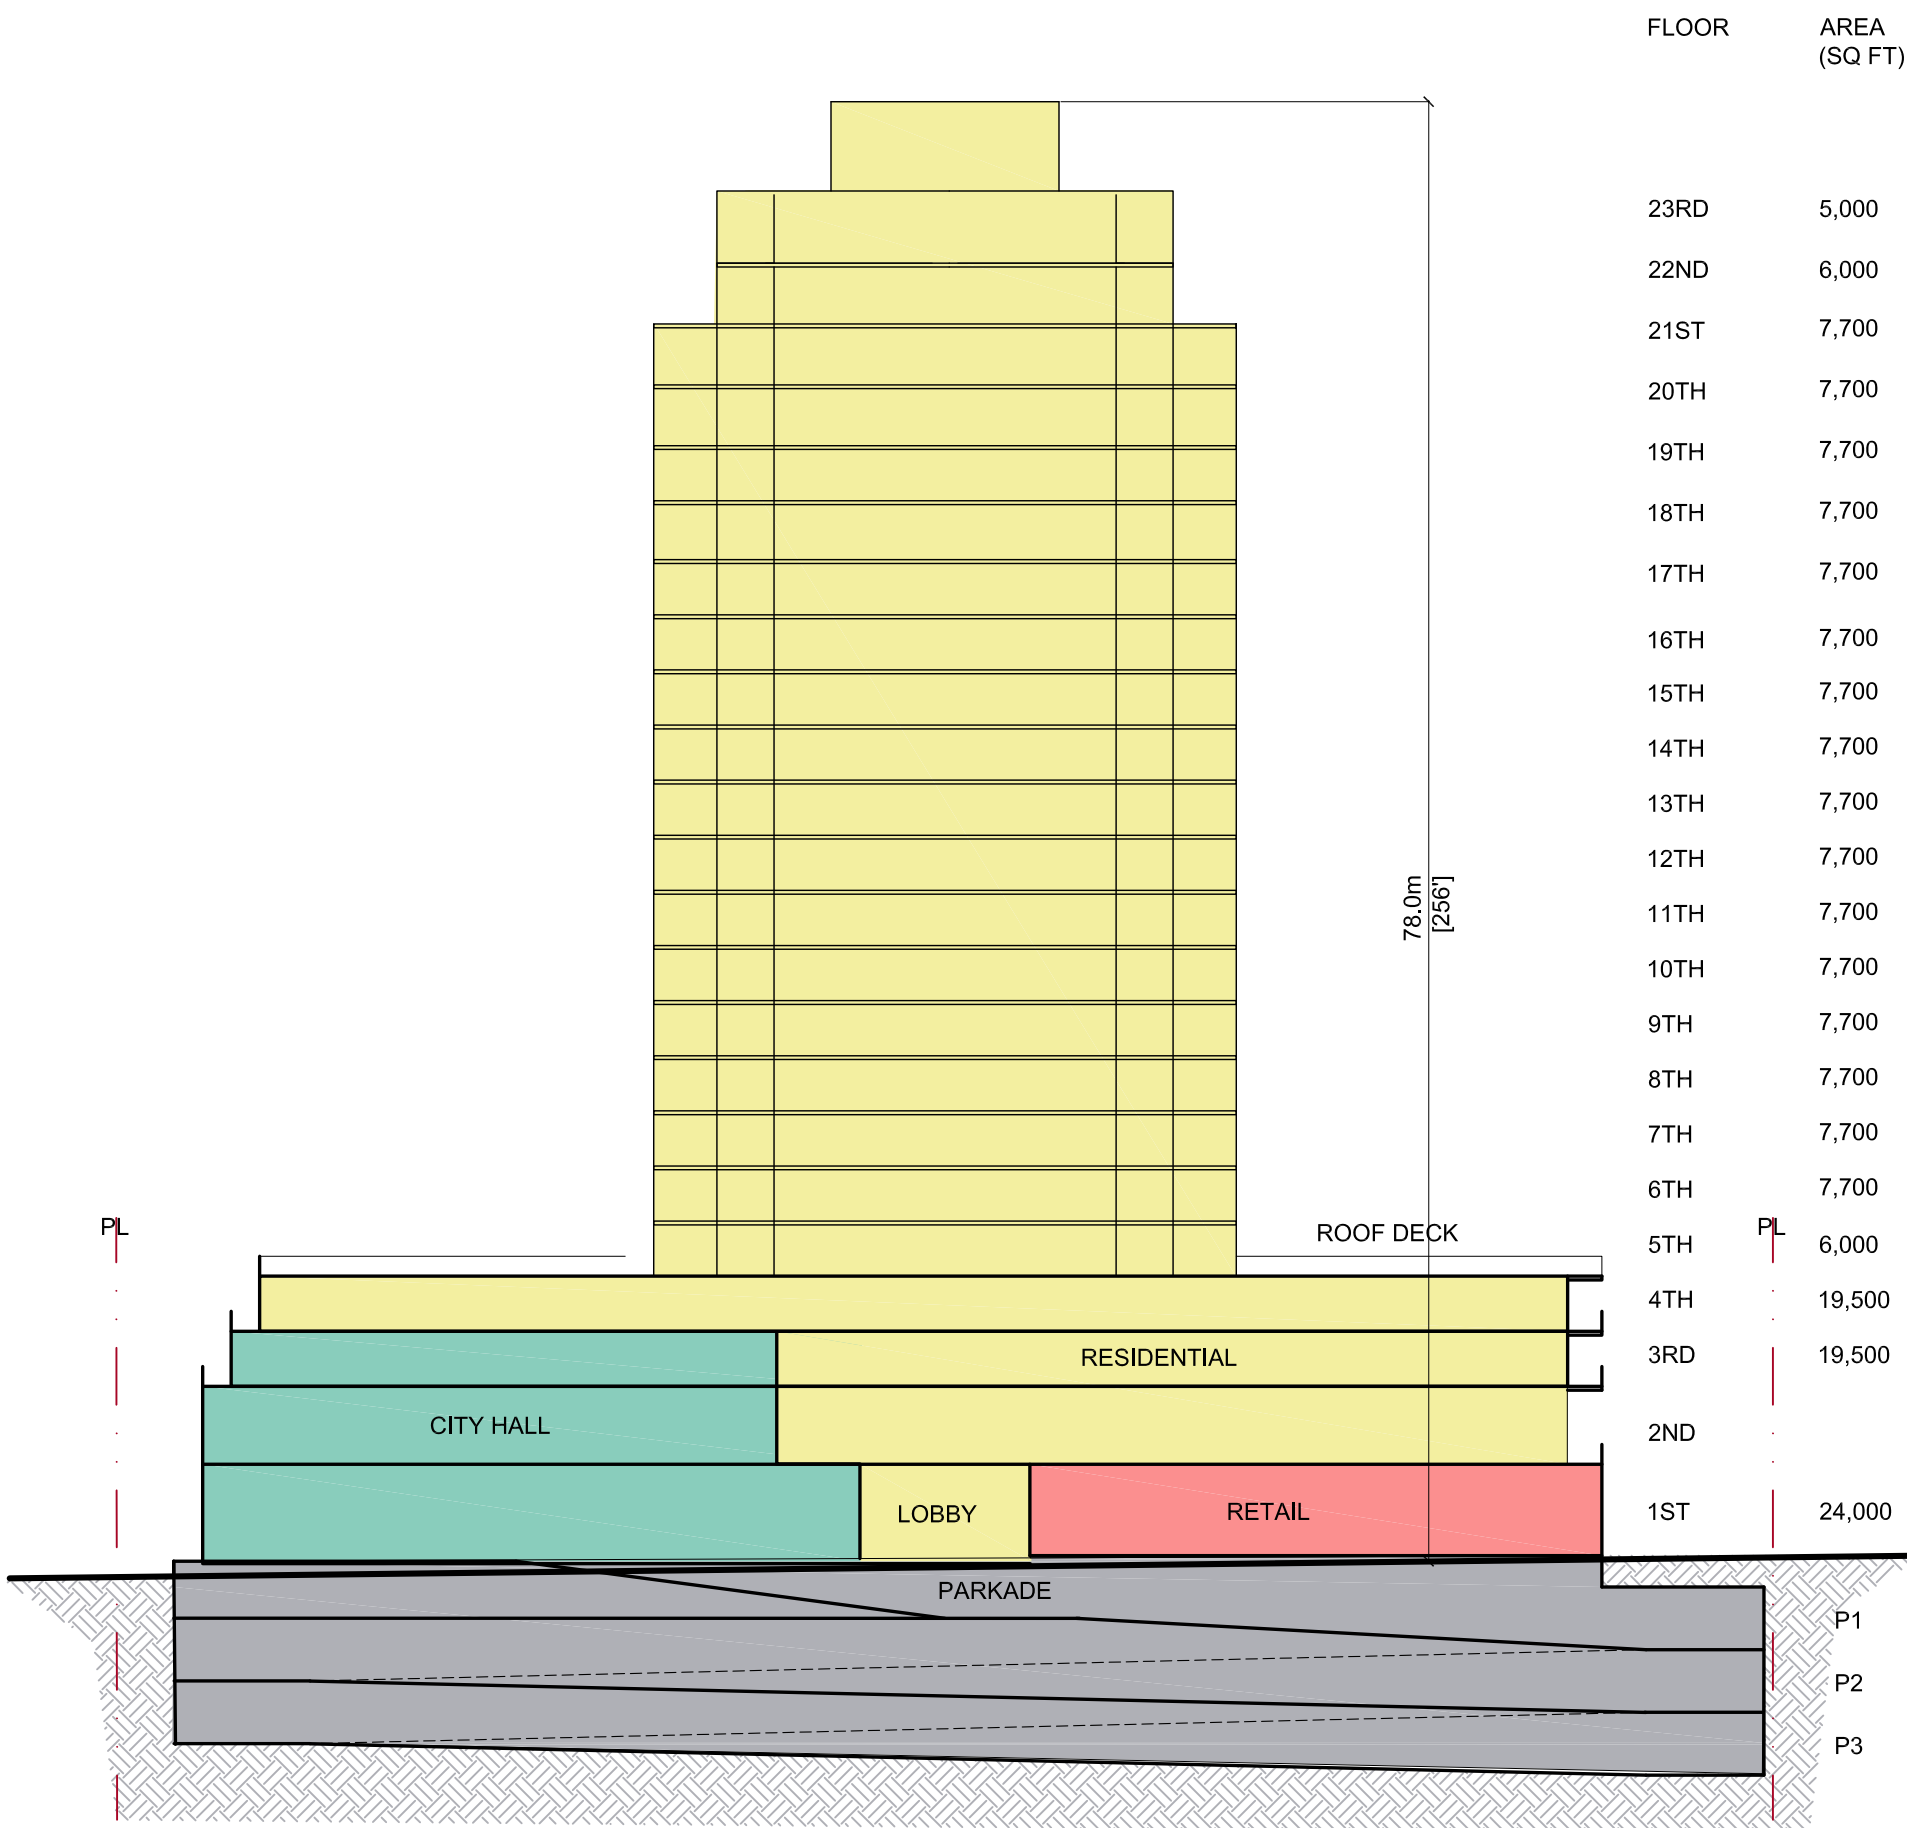 FLOOR AREA
(SQ FT)
23RD 5,000
22ND 6,000
21ST 7,700
20TH 7,700
19TH 7,700
18TH 7,700
17TH 7,700
16TH 7,700
15TH 7,700
14TH 7,700
13TH 7,700
12TH 7,700
78.0m
[256']
11TH 7,700
10TH 7,700
9TH 7,700
8TH 7,700
7TH 7,700
6TH 7,700
PL ROOF DECK PL
5TH 6,000
4TH 19,500
RESIDENTIAL 3RD 19,500
CITY HALL 2ND
LOBBY RETAIL 1ST 24,000
PARKADE
P1
P2
P3